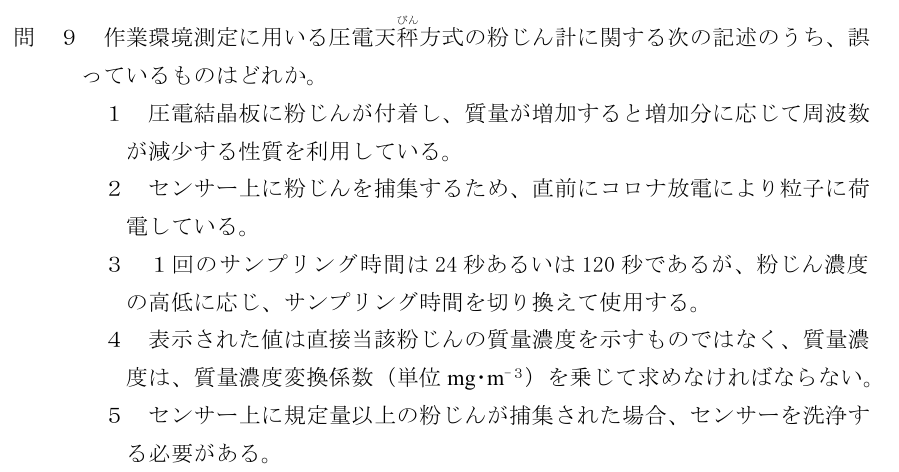 問　９　作業環境測定に用いる圧電天秤方式の粉じん計に関する次の記述のうち、誤
っているものはどれか。
１　圧電結晶板に粉じんが付着し、質量が増加すると増加分に応じて周波数
が減少する性質を利用している。
２　センサー上に粉じんを捕集するため、直前にコロナ放電により粒子に荷
電している。
３　１回のサンプリング時間は 24 秒あるいは 120 秒であるが、粉じん濃度
の高低に応じ、サンプリング時間を切り換えて使用する。
４　表示された値は直接当該粉じんの質量濃度を示すものではなく、質量濃
度は、質量濃度変換係数（単位 mg・m⁻³）を乗じて求めなければならない。
５　センサー上に規定量以上の粉じんが捕集された場合、センサーを洗浄す
る必要がある。